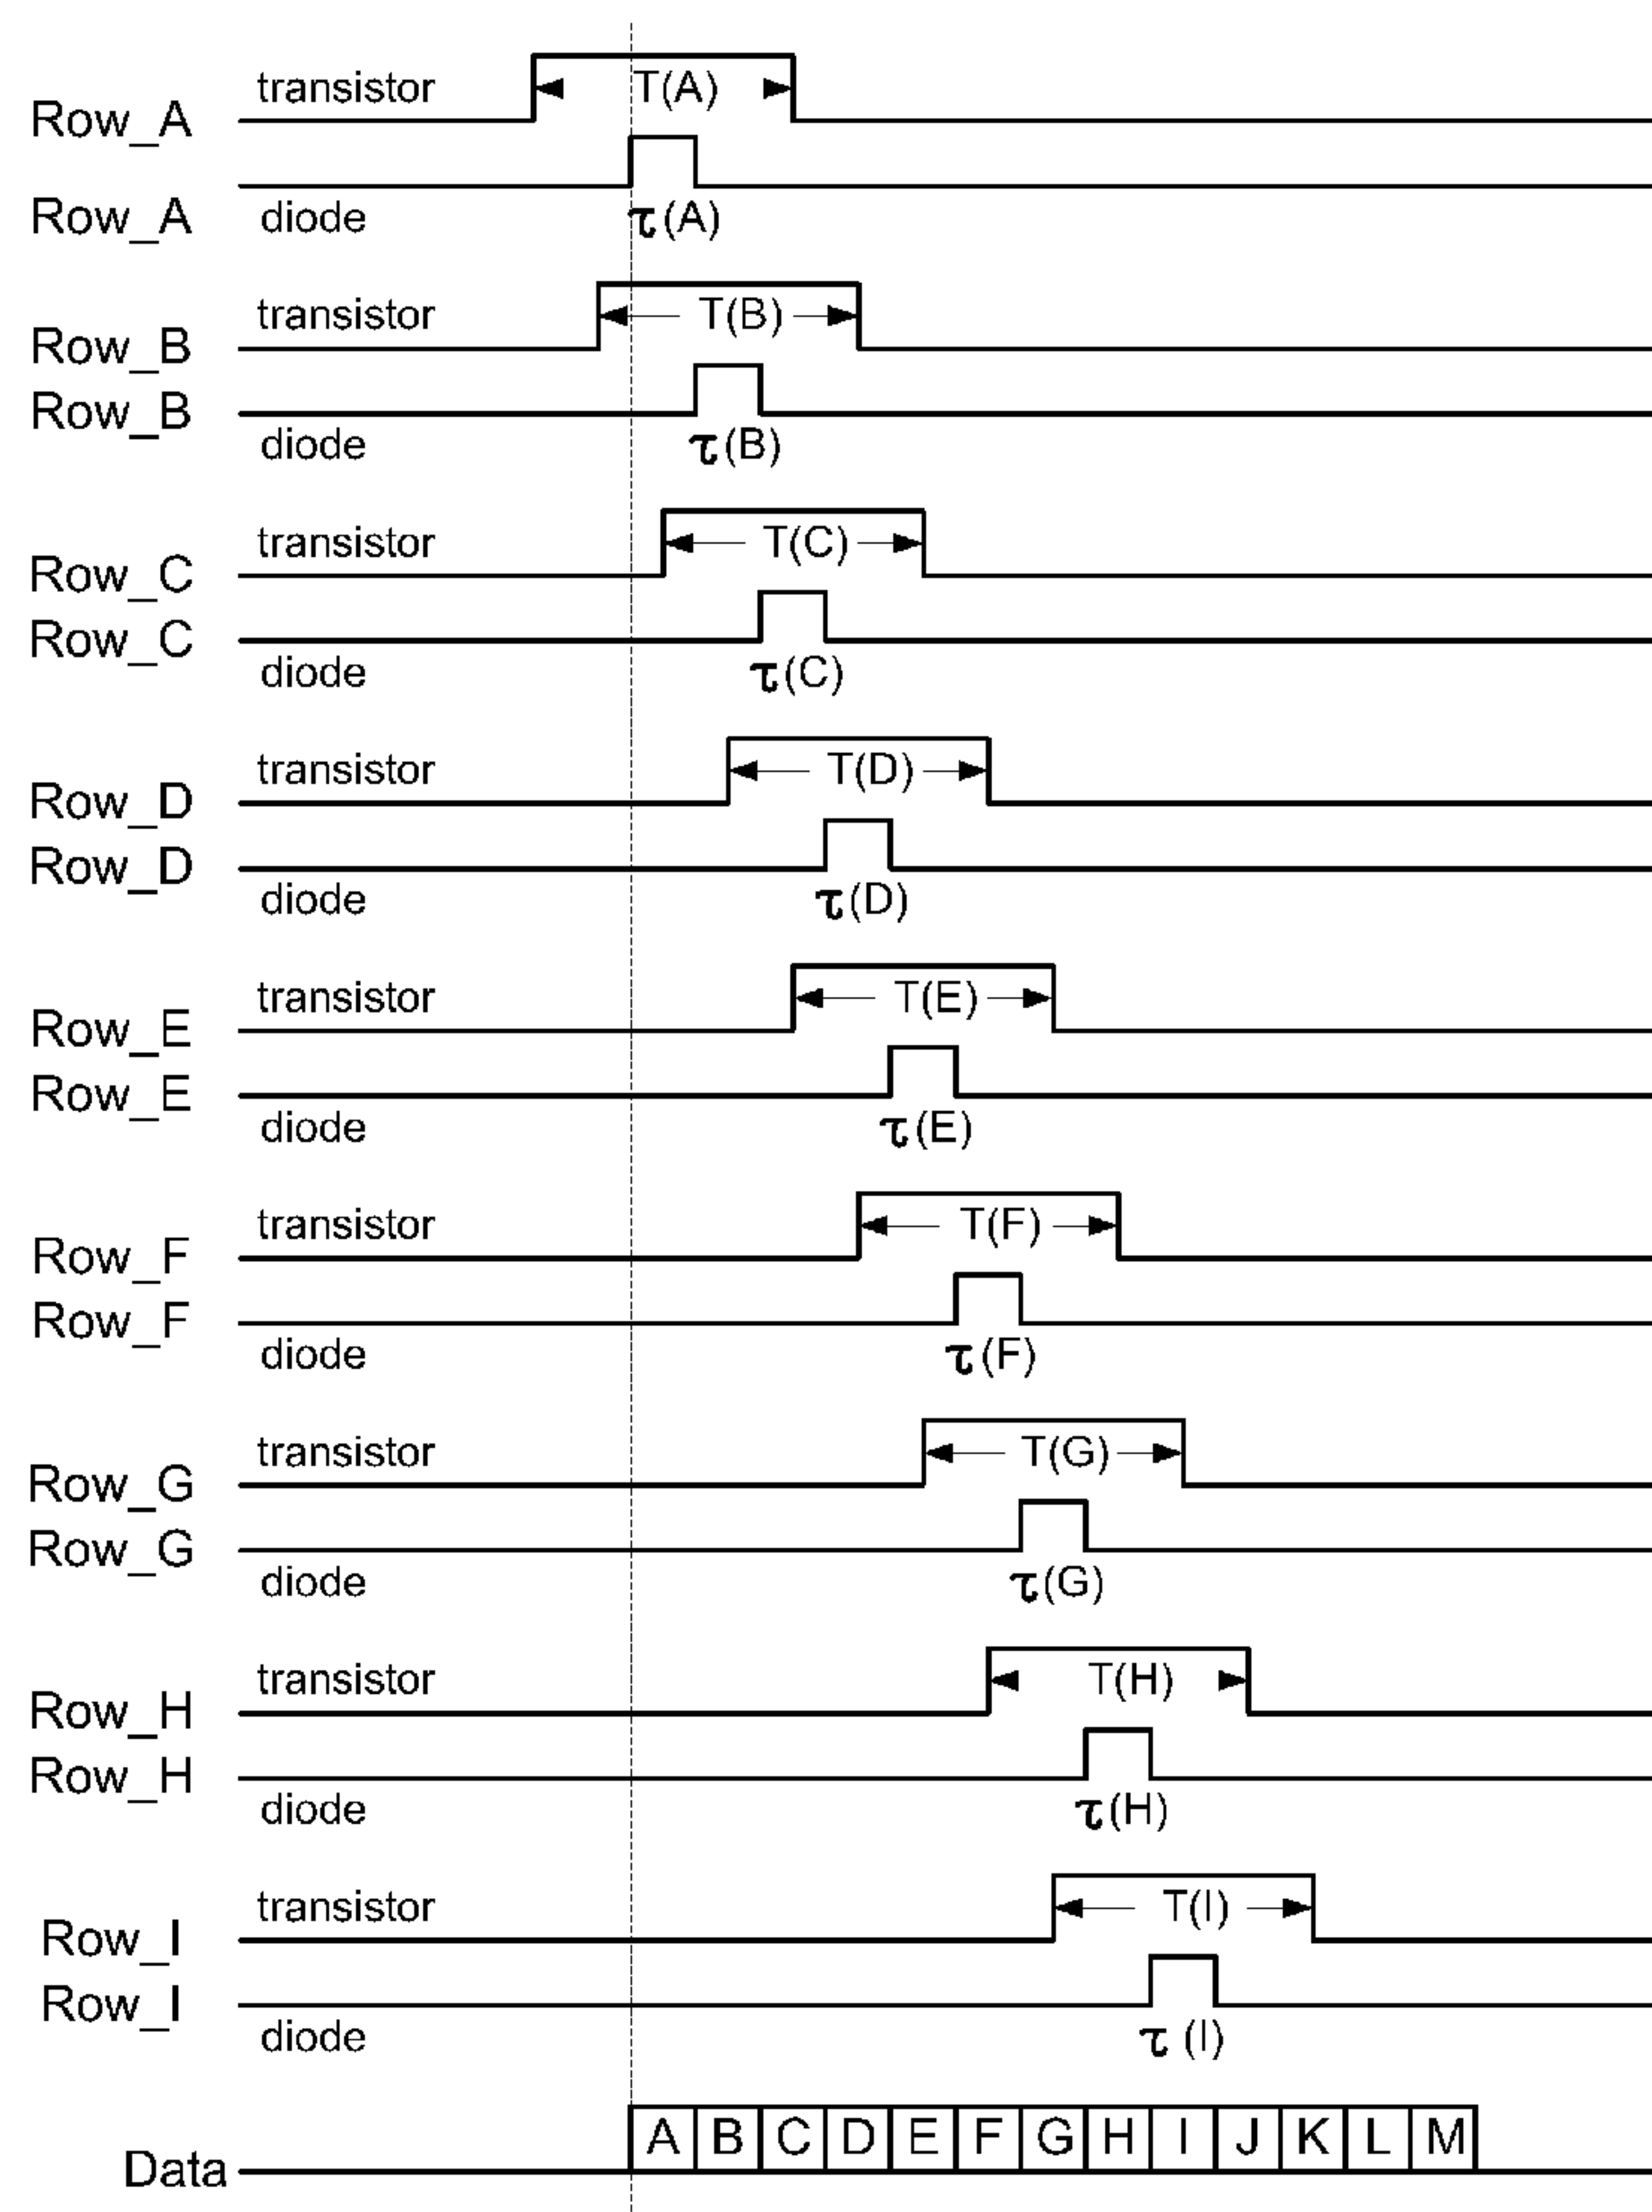 transistor T(A)
Row_A
Row_A diode τ(A)
transistor T(B)
Row_B
Row_B
diode τ(B)
transistor T(C)
Row_C
Row_C
diode τ(C)
transistor T(D)
Row_D
Row_D
diode τ(D)
transistor T(E)
Row_E
Row_E
diode τ(E)
transistor T(F)
Row_F
Row_F
diode τ(F)
transistor T(G)
Row_G
Row_G
diode τ(G)
transistor T(H)
Row_H
Row_H
diode τ(H)
transistor T(I)
Row_I
Row_I
diode τ (I)
A B C D E F G H I J K L M
Data